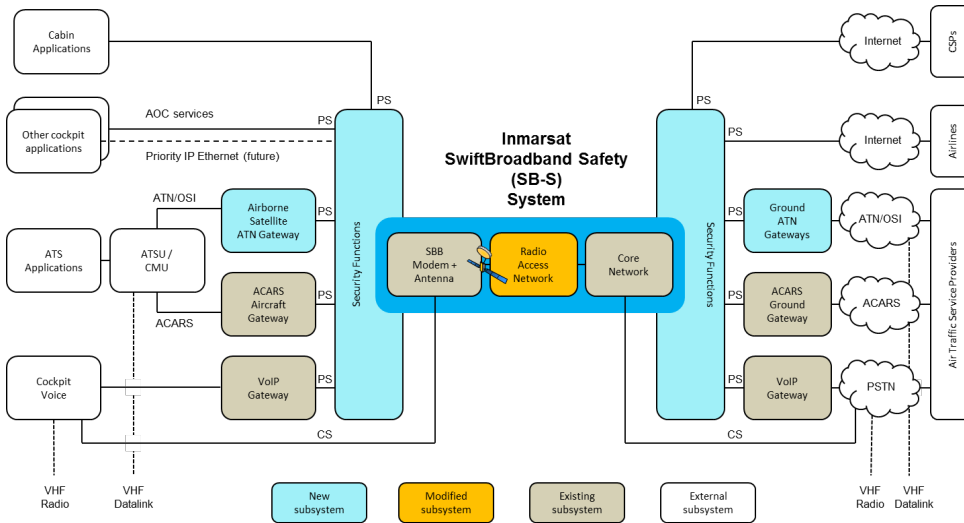 Cabin
Applications
PS
AOC services
PS
Other cockpit
applications
Priority IP Ethernet (future)
ATN/OSI
Airborne
Satellite
ATN Gateway
PS
ATS
Applications
ATSU /
CMU
ACARS
Aircraft
Gateway
PS
ACARS
Cockpit
Voice
VoIP
Gateway
PS
CS
VHF
Radio
VHF
Datalink
Security Functions
Inmarsat
SwiftBroadband Safety
(SB-S)
System
SBB
Modem +
Antenna
Radio
Access
Network
Core
Network
Security Functions
PS
Internet
CSPs
PS
Internet
Airlines
PS
Ground
ATN
Gateways
ATN/OSI
PS
ACARS
Ground
Gateway
ACARS
Air Traffic Service Providers
PS
VoIP
Gateway
PSTN
CS
VHF
Radio
VHF
Datalink
New
subsystem
Modified
subsystem
Existing
subsystem
External
subsystem